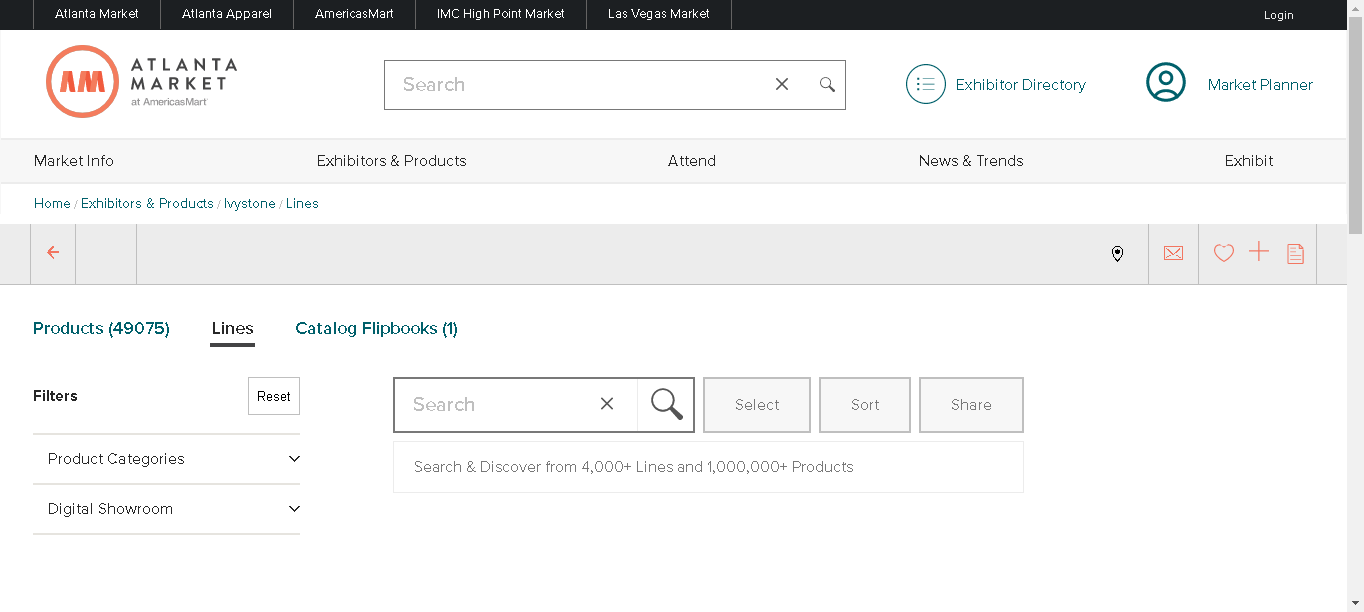 Atlanta Market
Atlanta Apparel
AmericasMart
IMC High Point Market
Las Vegas Market
Login
AM
ATLANTA
MARKET
at AmericasMart
Search
Exhibitor Directory
Market Planner
Market Info
Exhibitors & Products
Attend
News & Trends
Exhibit
Home / Exhibitors & Products / Ivystone / Lines
Products (49075)
Lines
Catalog Flipbooks (1)
Filters
Reset
Search
Select
Sort
Share
Product Categories
Search & Discover from 4,000+ Lines and 1,000,000+ Products
Digital Showroom